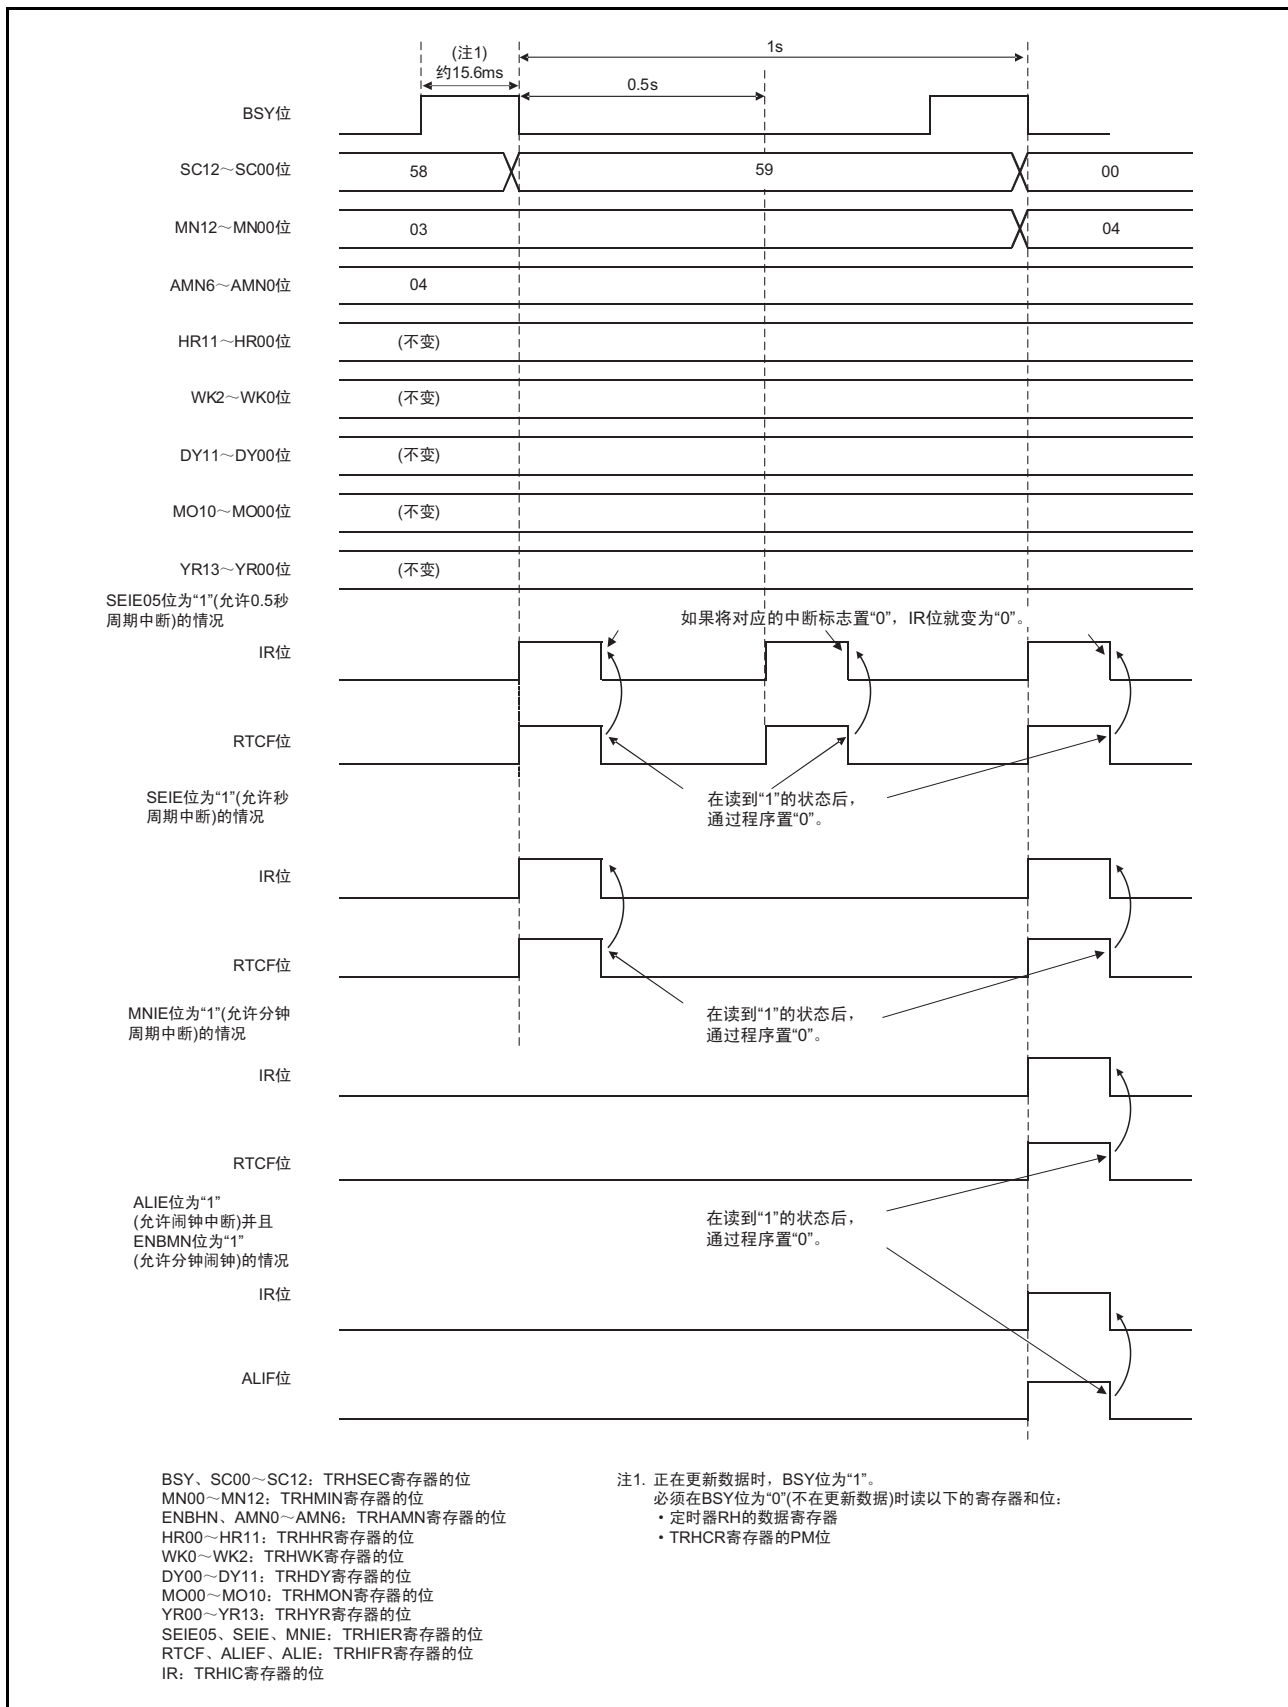 (注1)
约15.6ms
1s
0.5s
BSY位
SC12～SC00位
58
59
00
MN12～MN00位
03
04
AMN6～AMN0位
04
HR11～HR00位
(不变)
WK2～WK0位
(不变)
DY11～DY00位
(不变)
MO10～MO00位
(不变)
YR13～YR00位
(不变)
SEIE05位为“1”(允许0.5秒
周期中断)的情况
如果将对应的中断标志置“0”，IR位就变为“0”。
IR位
RTCF位
SEIE位为“1”(允许秒
周期中断)的情况
在读到“1”的状态后，
通过程序置“0”。
IR位
RTCF位
MNIE位为“1”(允许分钟
周期中断)的情况
在读到“1”的状态后，
通过程序置“0”。
IR位
RTCF位
ALIE位为“1”
(允许闹钟中断)并且
ENBMN位为“1”
(允许分钟闹钟)的情况
在读到“1”的状态后，
通过程序置“0”。
IR位
ALIF位
BSY、SC00～SC12：TRHSEC寄存器的位
MN00～MN12：TRHMIN寄存器的位
ENBHN、AMN0～AMN6：TRHAMN寄存器的位
HR00～HR11：TRHHR寄存器的位
WK0～WK2：TRHWK寄存器的位
DY00～DY11：TRHDY寄存器的位
MO00～MO10：TRHMON寄存器的位
YR00～YR13：TRHYR寄存器的位
SEIE05、SEIE、MNIE：TRHIER寄存器的位
RTCF、ALIEF、ALIE：TRHIFR寄存器的位
IR：TRHIC寄存器的位
注1. 正在更新数据时，BSY位为“1”。
必须在BSY位为“0”(不在更新数据)时读以下的寄存器和位：
・定时器RH的数据寄存器
・TRHCR寄存器的PM位